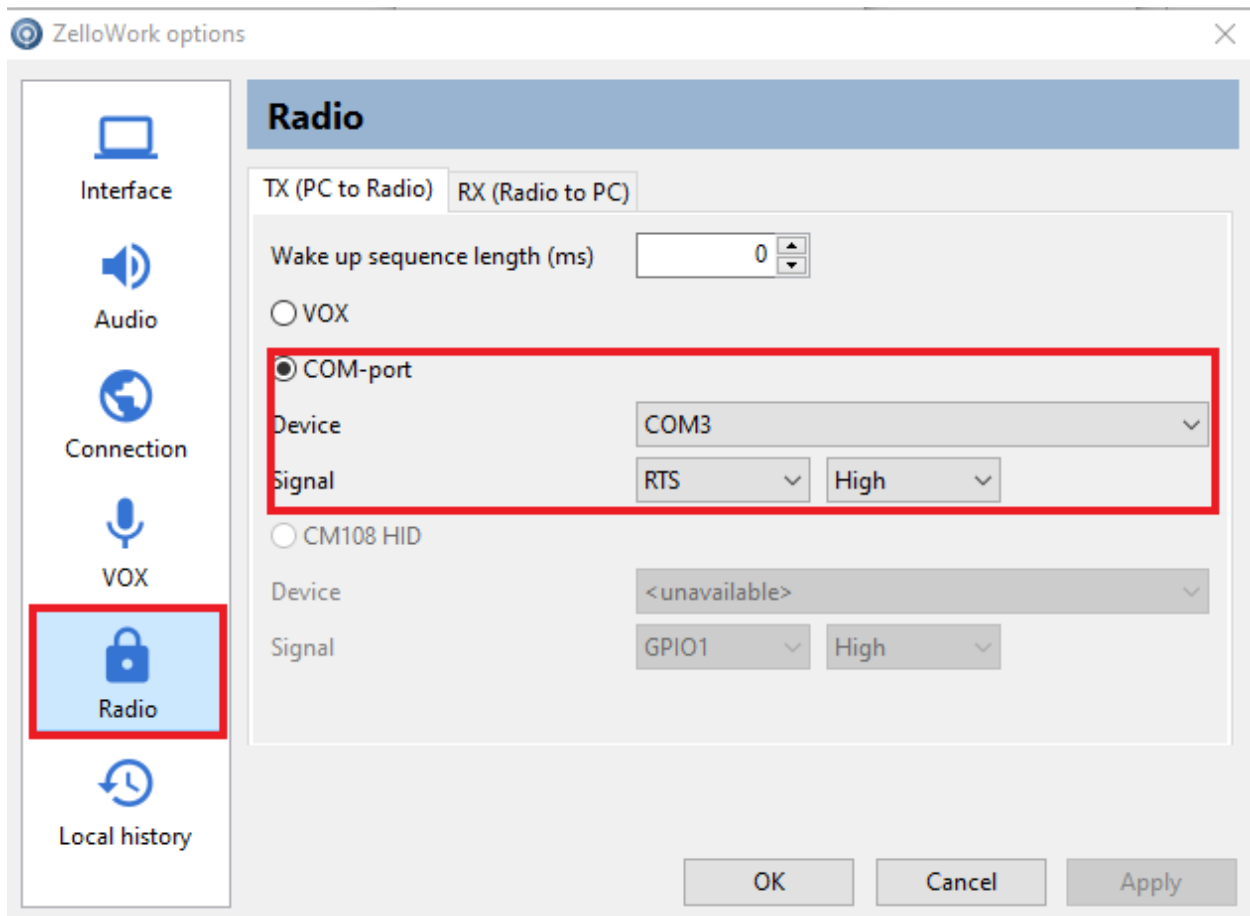 ZelloWork options
Interface
Audio
Connection
VOX
Radio
Local history
Radio
TX (PC to Radio) RX (Radio to PC)
Wake up sequence length (ms) 0
VOX
COM-port
Device COM3
Signal RTS High
CM108 HID
Device <unavailable>
Signal GPIO1 High
OK Cancel Apply